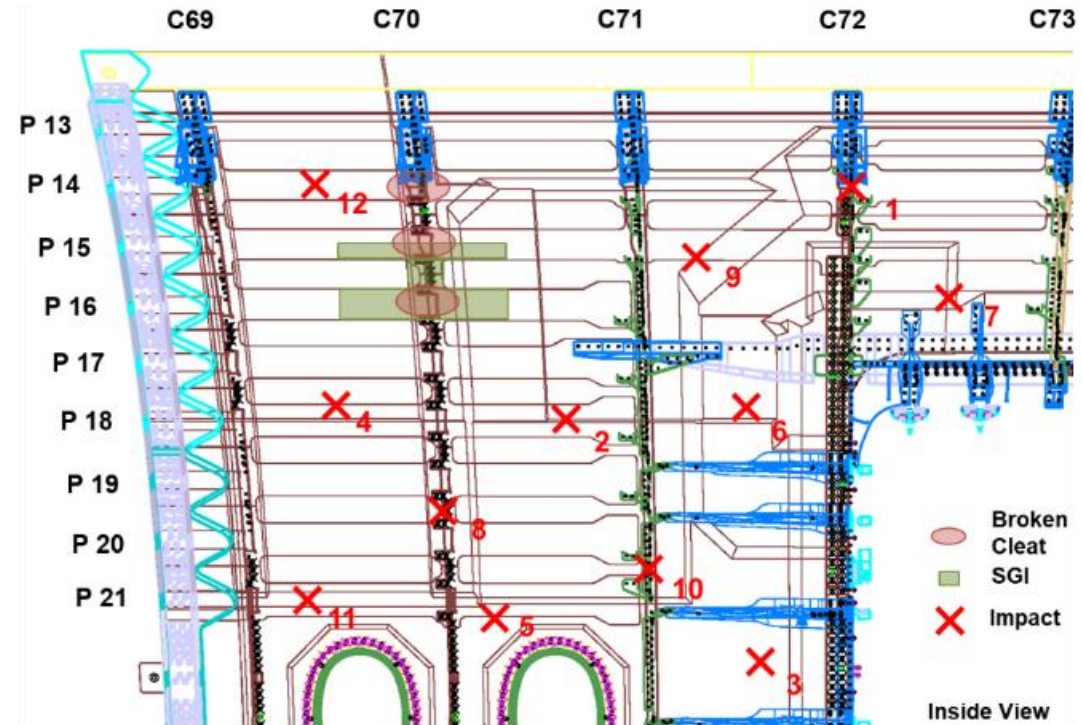 C69 C70 C71 C72 C73
P 13
P 14
12
1
P 15
9
P 16
7
P 17
P 18
4
2
6
P 19
8
P 20
10
P 21
11
5
3
Broken
Cleat
SGI
Impact
Inside View